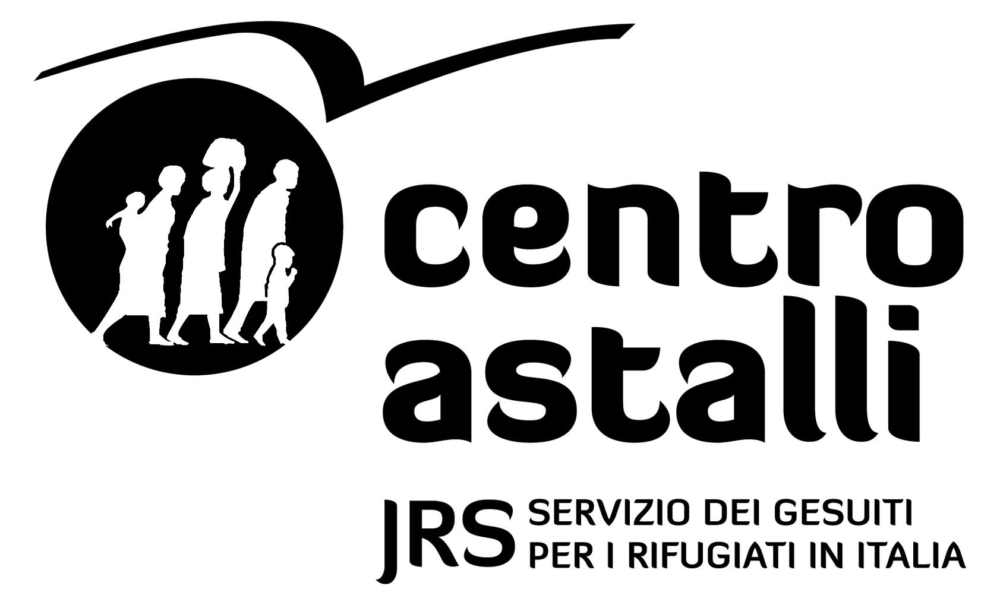 centro
astalli
JRS SERVIZIO DEI GESUITI
PER I RIFUGIATI IN ITALIA